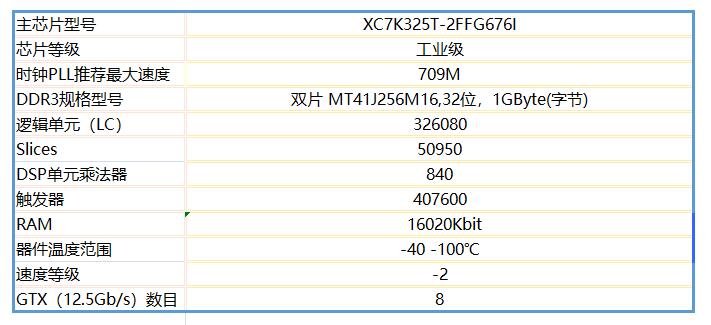 主芯片型号 XC7K325T-2FFG676I
芯片等级 工业级
时钟PLL推荐最大速度 709M
DDR3规格型号 双片 MT41J256M16,32位，1GByte(字节)
逻辑单元（LC） 326080
Slices 50950
DSP单元乘法器 840
触发器 407600
RAM 16020Kbit
器件温度范围 -40 -100℃
速度等级 -2
GTX（12.5Gb/s）数目 8